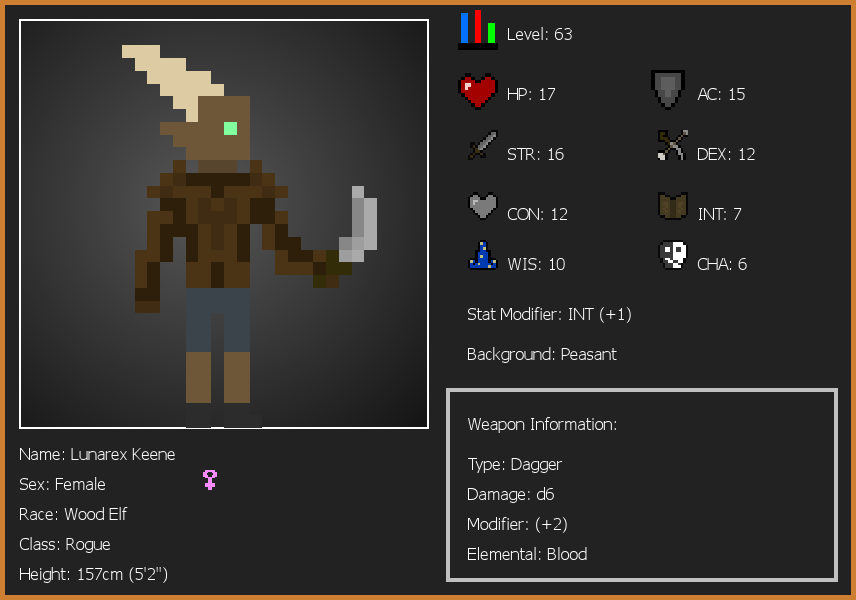 Level: 63
HP: 17
AC: 15
STR: 16
DEX: 12
CON: 12
INT: 7
WIS: 10
CHA: 6
Stat Modifier: INT (+1)
Background: Peasant
Weapon Information:
Type: Dagger
Damage: d6
Modifier: (+2)
Elemental: Blood
Name: Lunarex Keene
Sex: Female
Race: Wood Elf
Class: Rogue
Height: 157cm (5'2")